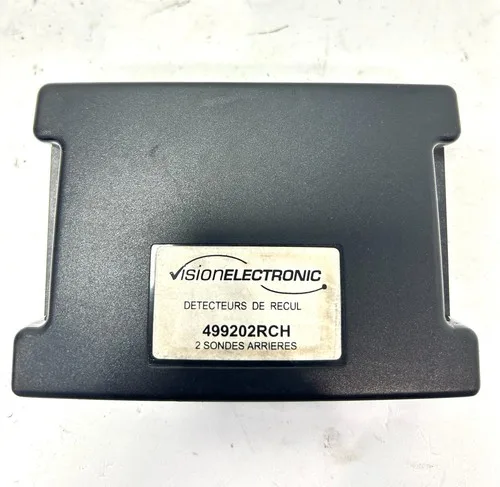 VisionELECTRONIC
DETECTEURS DE RECUL
499202RCH
2 SONDES ARRIERES